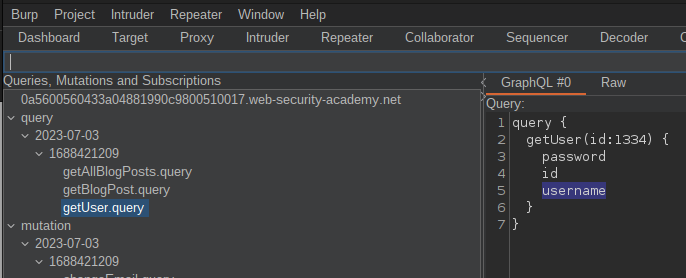 Burp Project Intruder Repeater Window Help
Dashboard Target Proxy Intruder Repeater Collaborator Sequencer Decoder
Queries, Mutations and Subscriptions
0a5600560433a04881990c9800510017.web-security-academy.net
query
2023-07-03
1688421209
getAllBlogPosts.query
getBlogPost.query
getUser.query
mutation
2023-07-03
1688421209
changeEmail.query
GraphQL #0 Raw
Query:
1 query {
2 getUser(id:1334) {
3 password
4 id
5 username
6 }
7 }